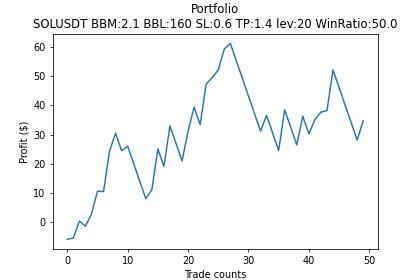 Portfolio
SOLUSDT BBM:2.1 BBL:160 SL:0.6 TP:1.4 lev:20 WinRatio:50.0
60
50
40
30
20
10
0
Profit ($)
0 10 20 30 40 50
Trade counts